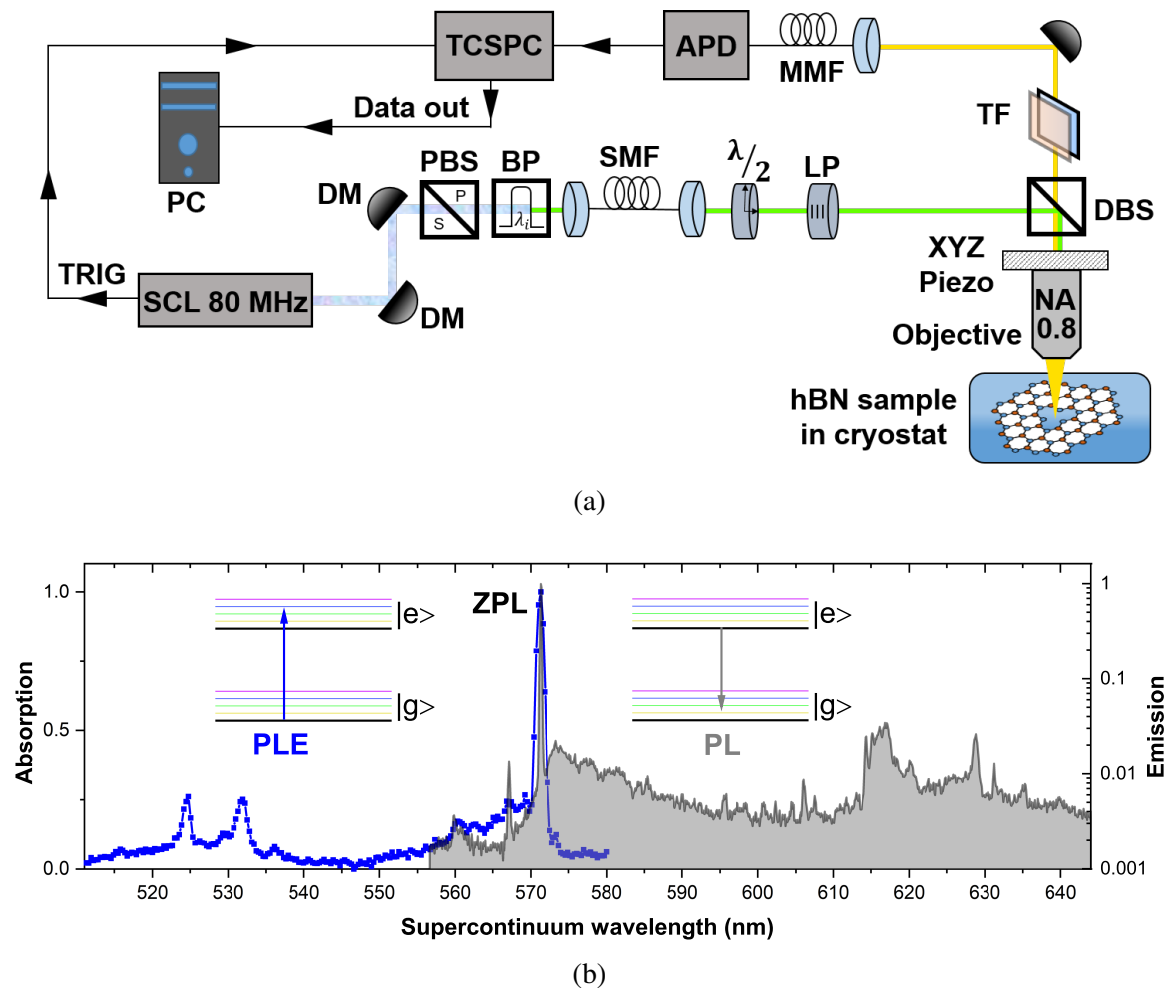 TCSPC
APD
MMF
Data out
TF
PC
DM
PBS
P
S
BP
λi
SMF
λ/2
LP
DBS
TRIG
SCL 80 MHz
DM
XYZ
Piezo
NA
0.8
Objective
hBN sample
in cryostat
(a)
1.0
0.5
0.0
Absorption
|e>
|g>
PLE
ZPL
|e>
|g>
PL
1
0.1
0.01
0.001
Emission
520 530 540 550 560 570 580 590 600 610 620 630 640
Supercontinuum wavelength (nm)
(b)